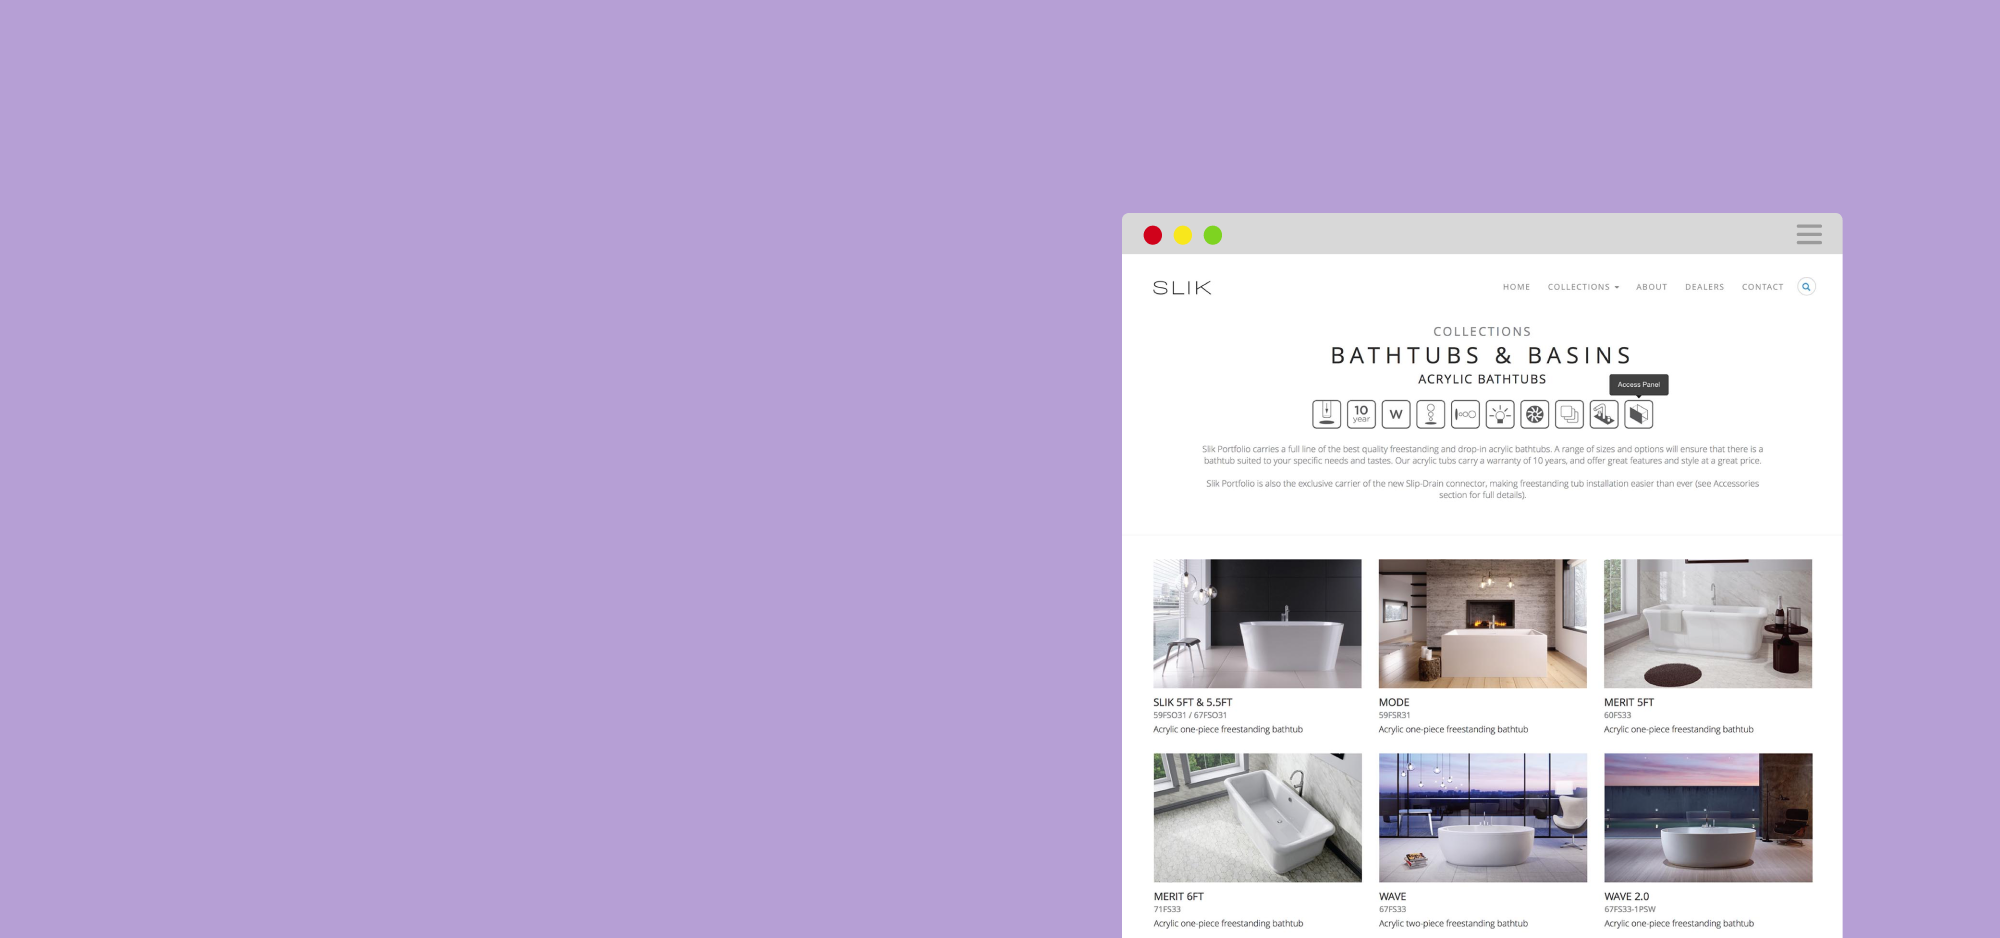 SLIK
HOME COLLECTIONS ABOUT DEALERS CONTACT
COLLECTIONS
BATHTUBS & BASINS
ACRYLIC BATHTUBS
Access Panel
10
year
W
Slik Portfolio carries a full line of the best quality freestanding and drop-in acrylic bathtubs. A range of sizes and options will ensure that there is a
bathtub suited to your specific needs and tastes. Our acrylic tubs carry a warranty of 10 years, and offer great features and style at a great price.
Slik Portfolio is also the exclusive carrier of the new Slip-Drain connector, making freestanding tub installation easier than ever (see Accessories
section for full details).
SLIK 5FT & 5.5FT
59FSO31 / 67FSO31
Acrylic one-piece freestanding bathtub
MODE
59FSR31
Acrylic one-piece freestanding bathtub
MERIT 5FT
60FS33
Acrylic one-piece freestanding bathtub
MERIT 6FT
71FS33
Acrylic one-piece freestanding bathtub
WAVE
67FS33
Acrylic two-piece freestanding bathtub
WAVE 2.0
67FS33-1PSW
Acrylic one-piece freestanding bathtub